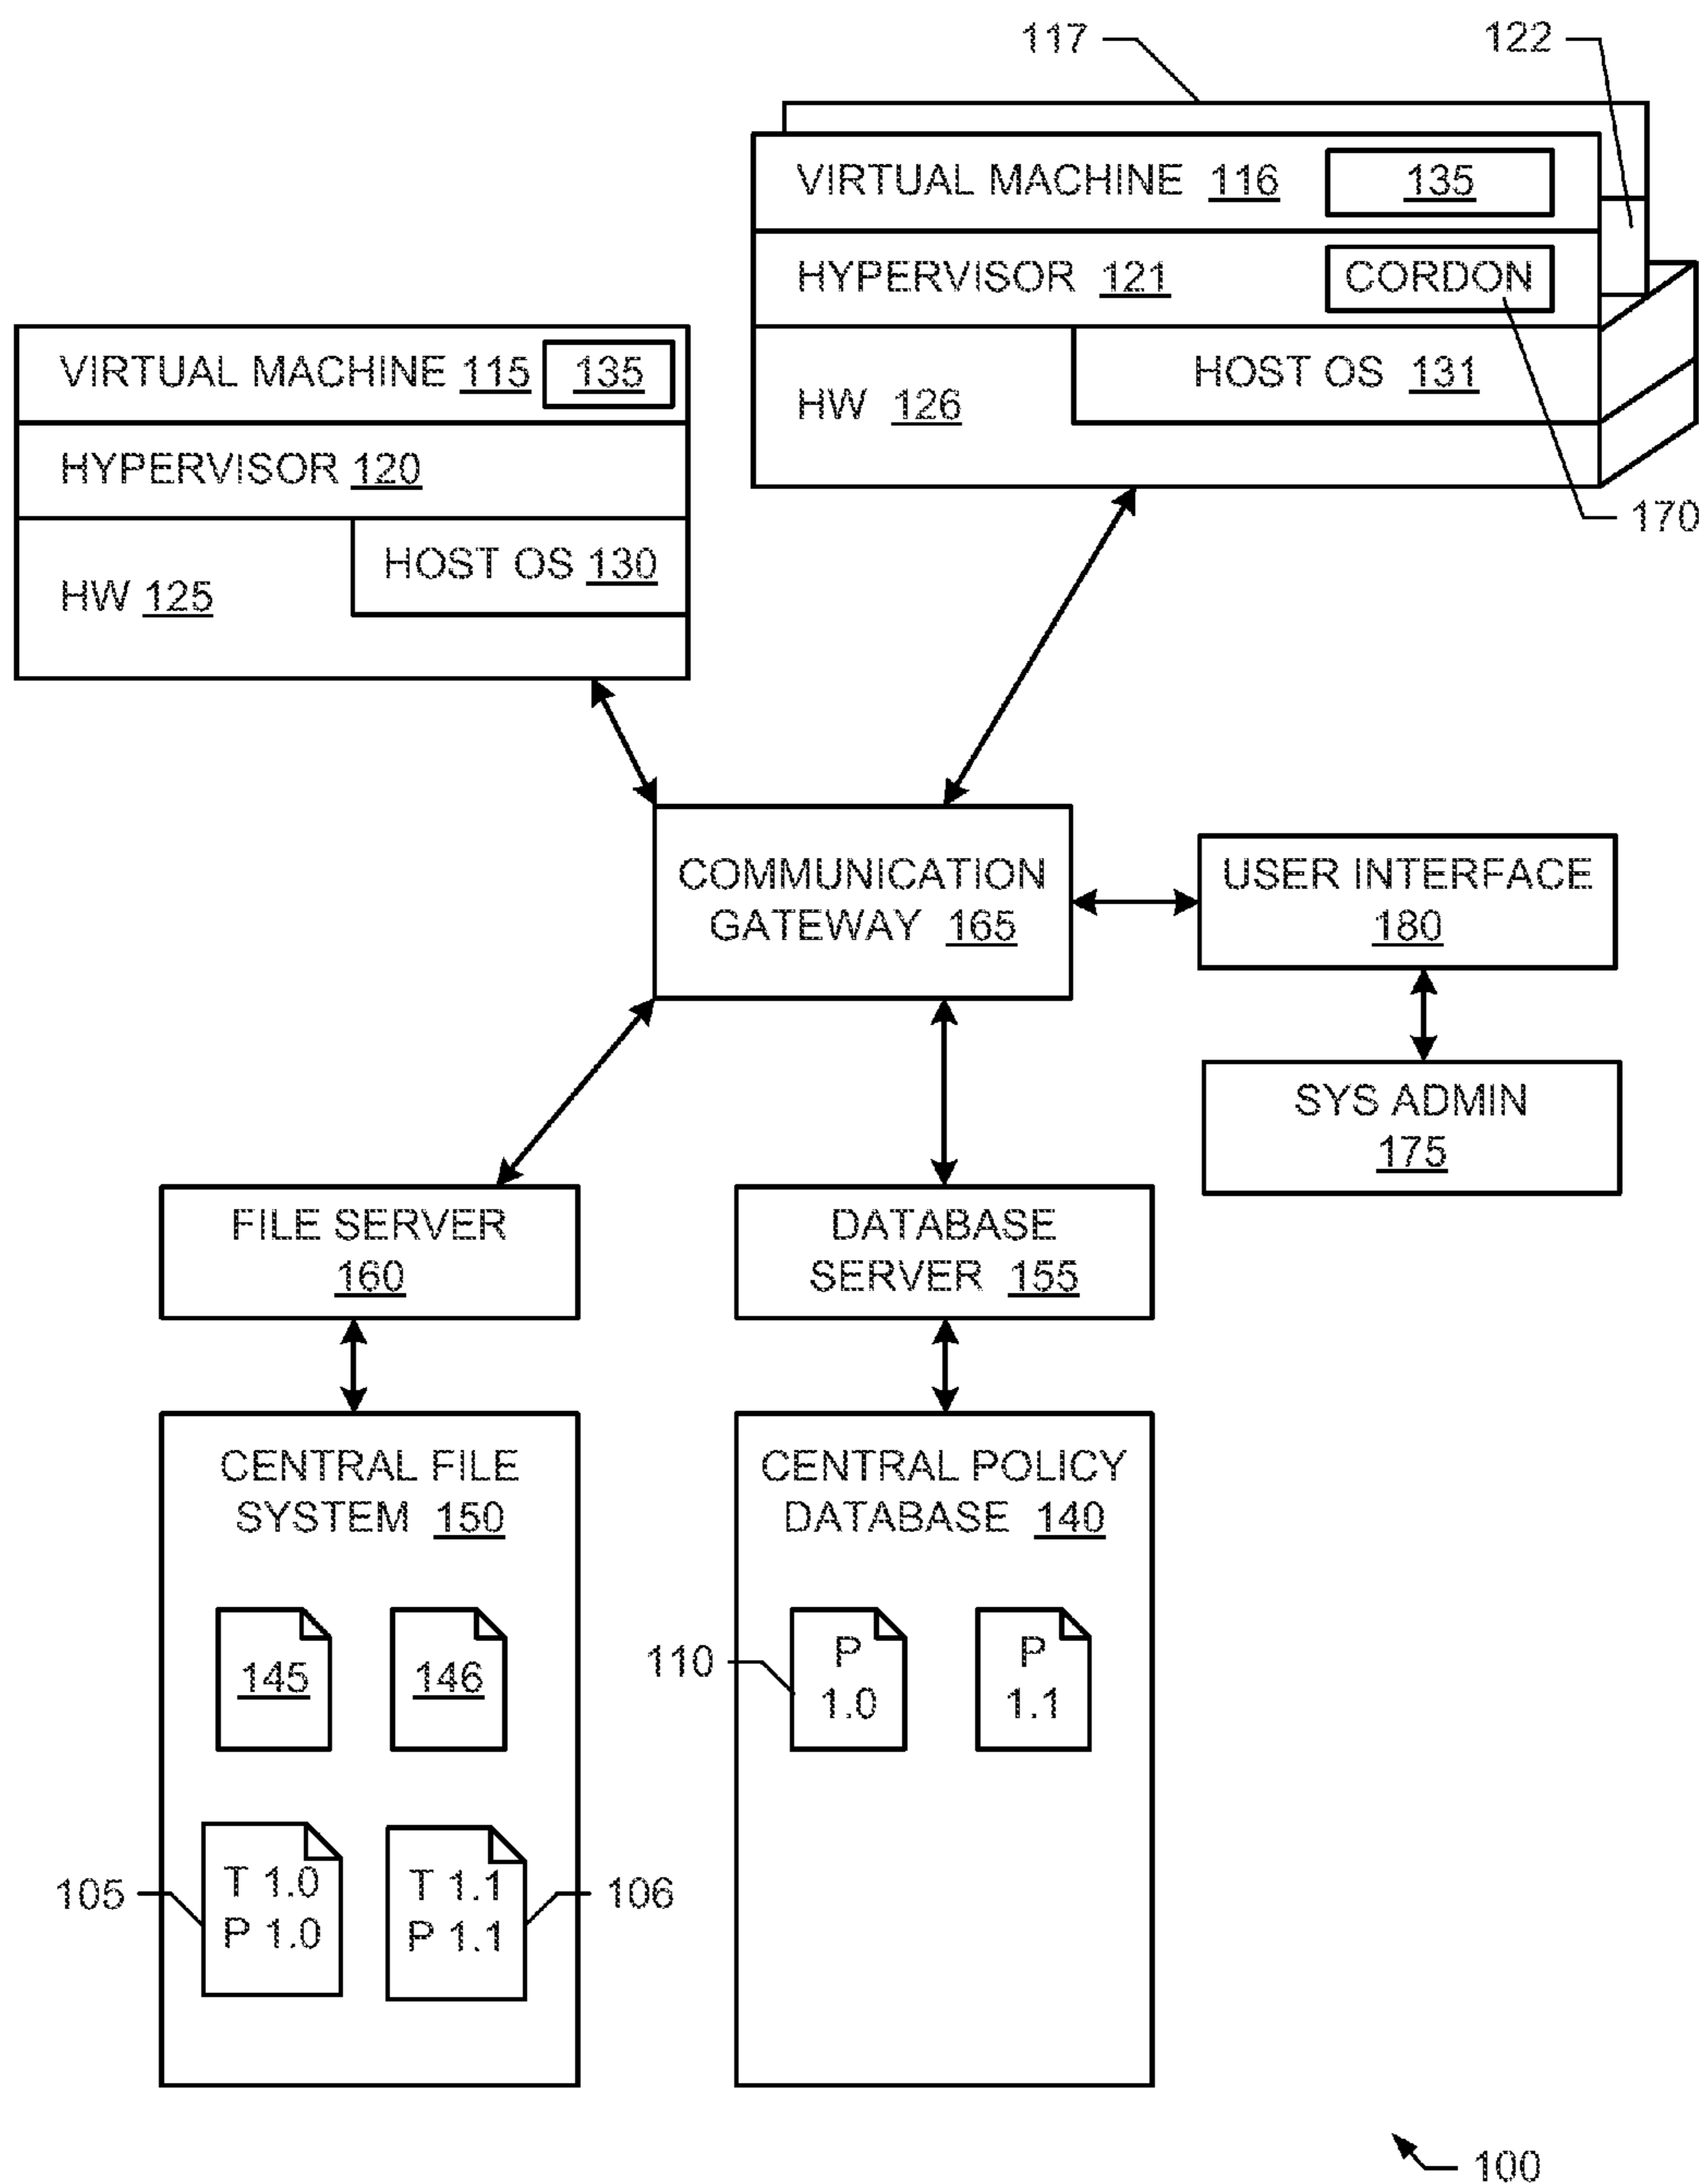 117
122
VIRTUAL MACHINE 116
135
HYPERVISOR 121
CORDON
HOST OS 131
HW 126
170
VIRTUAL MACHINE 115
135
HYPERVISOR 120
HOST OS 130
HW 125
COMMUNICATION
GATEWAY 165
USER INTERFACE
180
SYS ADMIN
175
FILE SERVER
160
DATABASE
SERVER 155
CENTRAL FILE
SYSTEM 150
145
146
105
T 1.0
P 1.0
T 1.1
P 1.1
106
CENTRAL POLICY
DATABASE 140
110
P
1.0
P
1.1
100